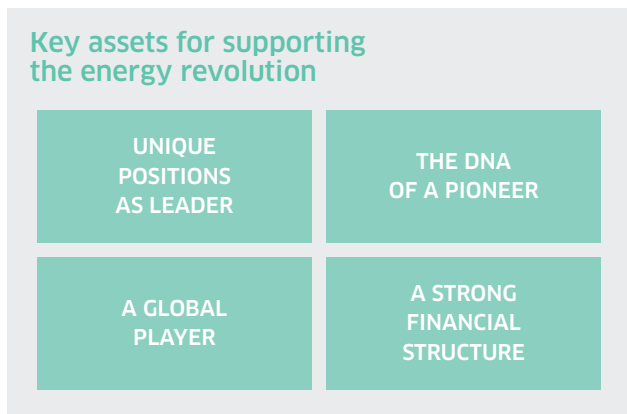 Key assets for supporting
the energy revolution
UNIQUE
POSITIONS
AS LEADER
THE DNA
OF A PIONEER
A GLOBAL
PLAYER
A STRONG
FINANCIAL
STRUCTURE